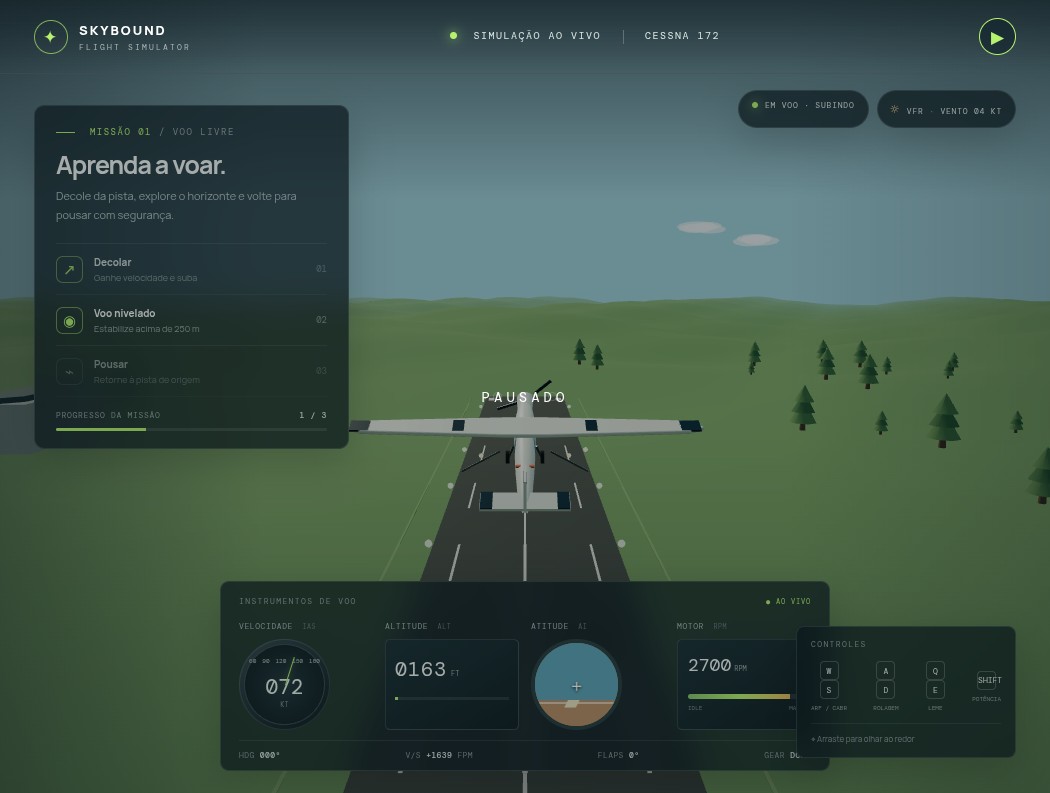 SKYBOUND
FLIGHT SIMULATOR
SIMULAÇÃO AO VIVO
CESSNA 172
EM VOO · SUBINDO
VFR · VENTO 04 KT
MISSÃO 01 / VOO LIVRE
Aprenda a voar.
Decole da pista, explore o horizonte e volte para
pousar com segurança.
Decolar
Ganhe velocidade e suba
01
Voo nivelado
Estabilize acima de 250 m
02
Pousar
Retorne à pista de origem
03
PROGRESSO DA MISSÃO
1 / 3
PAUSADO
INSTRUMENTOS DE VOO
AO VIVO
VELOCIDADE IAS
90 120 150 180
072
KT
ALTITUDE ALT
0163 FT
ATITUDE AI
MOTOR RPM
2700 RPM
IDLE
HDG 000°
V/S +1639 FPM
FLAPS 0°
GEAR
CONTROLES
W
S
ARF / CABR
A
D
ROLAGEM
Q
E
LEME
SHIFT
POTÊNCIA
Arraste para olhar ao redor